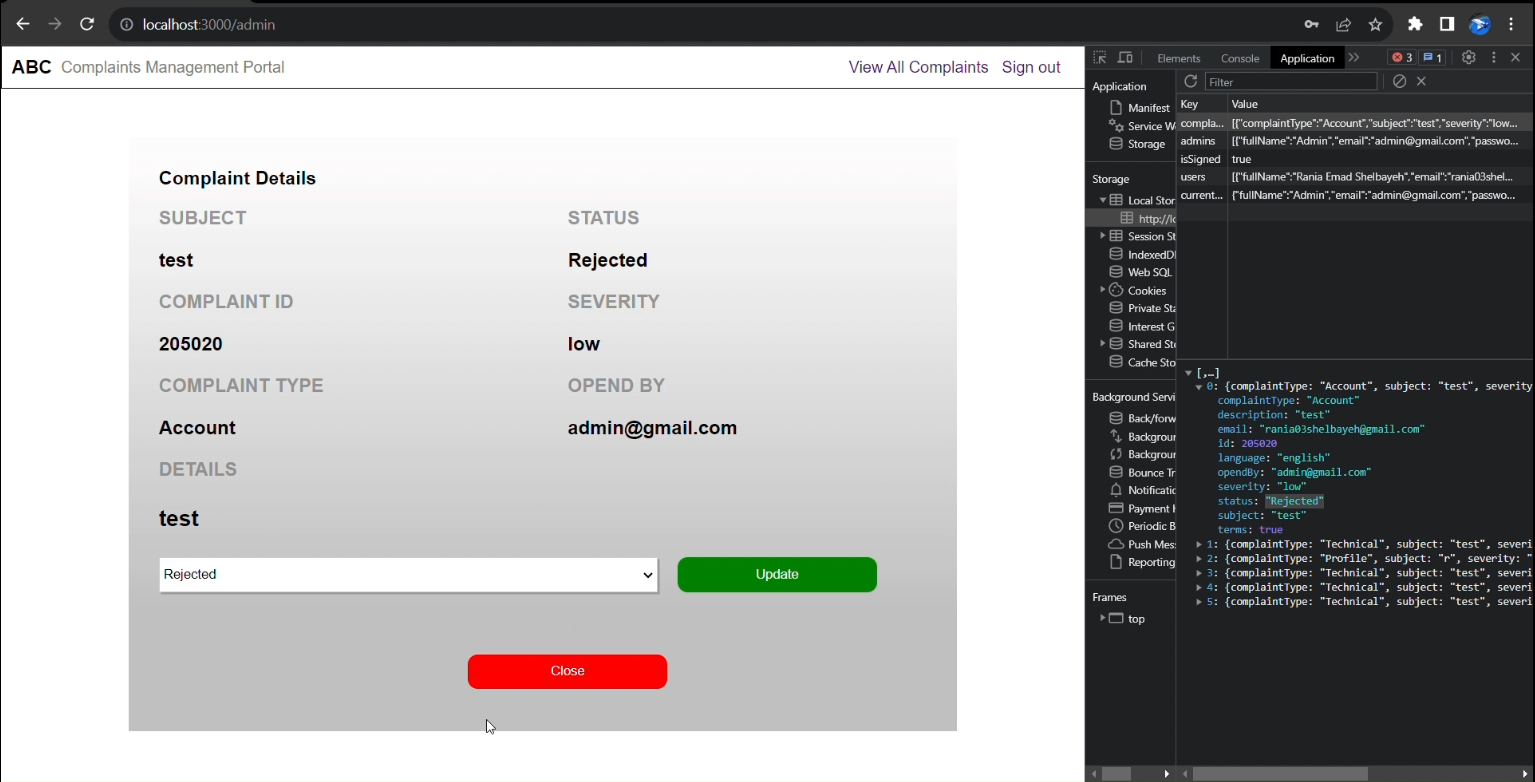 localhost:3000/admin
ABC Complaints Management Portal View All Complaints Sign out
Complaint Details
SUBJECT STATUS
test Rejected
COMPLAINT ID SEVERITY
205020 low
COMPLAINT TYPE OPEND BY
Account admin@gmail.com
DETAILS
test
Rejected Update
Close
Elements Console Application 3 1
Application
Manifest
Service W
Storage
Storage
Local Stor
http://lo
Session St
IndexedD
Web SQL
Cookies
Private Sta
Interest G
Shared Sto
Cache Sto
Background Servi
Back/forw
Backgrour
Backgrour
Bounce Tr
Notificatio
Payment H
Periodic B
Push Mes
Reporting
Frames
top
Filter
Key Value
compla... [{"complaintType":"Account","subject":"test","severity":"low...
admins [{"fullName":"Admin","email":"admin@gmail.com","passwo...
isSigned true
users [{"fullName":"Rania Emad Shelbayeh","email":"rania03shel...
current... {"fullName":"Admin","email":"admin@gmail.com","passwo...
[,…]
0: {complaintType: "Account", subject: "test", severity
complaintType: "Account"
description: "test"
email: "rania03shelbayeh@gmail.com"
id: 205020
language: "english"
opendBy: "admin@gmail.com"
severity: "low"
status: "Rejected"
subject: "test"
terms: true
1: {complaintType: "Technical", subject: "test", severi
2: {complaintType: "Profile", subject: "r", severity: "
3: {complaintType: "Technical", subject: "test", severi
4: {complaintType: "Technical", subject: "test", severi
5: {complaintType: "Technical", subject: "test", severi